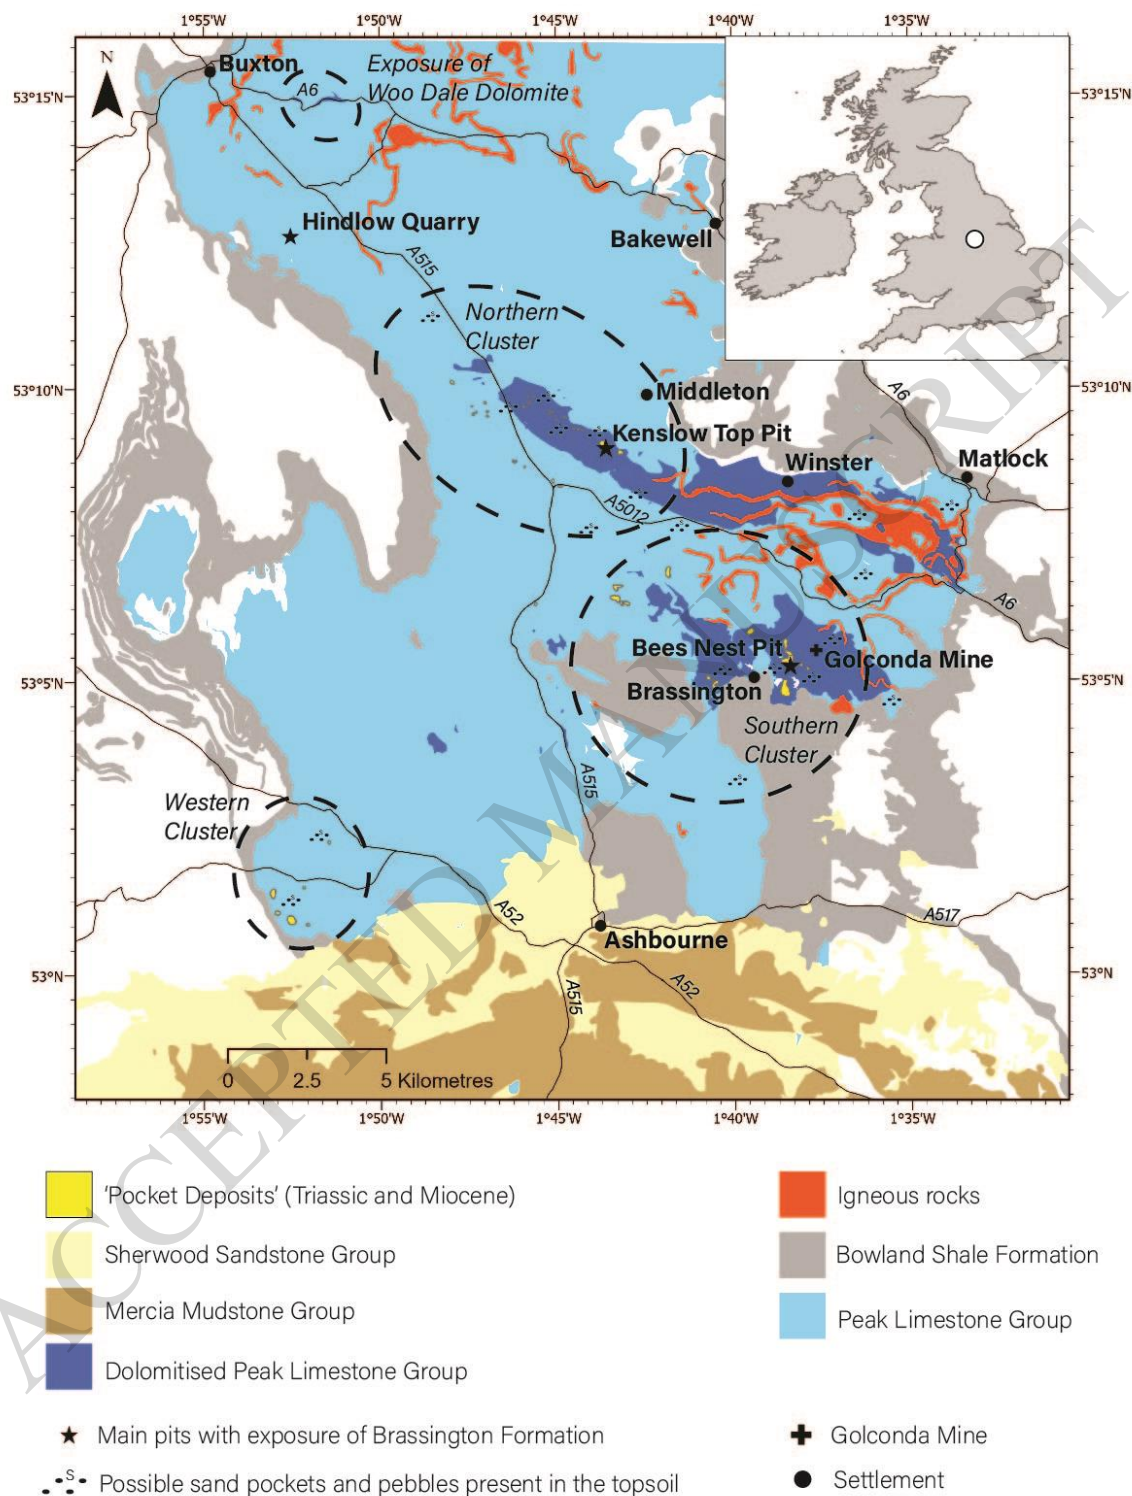 1°55'W 1°50'W 1°45'W 1°40'W 1°35'W
N
Buxton
A6
Exposure of
Woo Dale Dolomite
53°15'N
53°15'N
Hindlow Quarry
Bakewell
A515
Northern
Cluster
53°10'N
53°10'N
Middleton
A6
Kenslow Top Pit
Winster
Matlock
A5012
A6
Bees Nest Pit
Golconda Mine
53°5'N
53°5'N
Brassington
Southern
Cluster
A515
Western
Cluster
A52
A517
Ashbourne
53°N
53°N
A515
A52
0 2.5 5 Kilometres
1°55'W 1°50'W 1°45'W 1°40'W 1°35'W
'Pocket Deposits' (Triassic and Miocene)
Igneous rocks
Sherwood Sandstone Group
Bowland Shale Formation
Mercia Mudstone Group
Peak Limestone Group
Dolomitised Peak Limestone Group
Main pits with exposure of Brassington Formation
Golconda Mine
S
Possible sand pockets and pebbles present in the topsoil
Settlement
ACCEPTED MANUSCRIPT